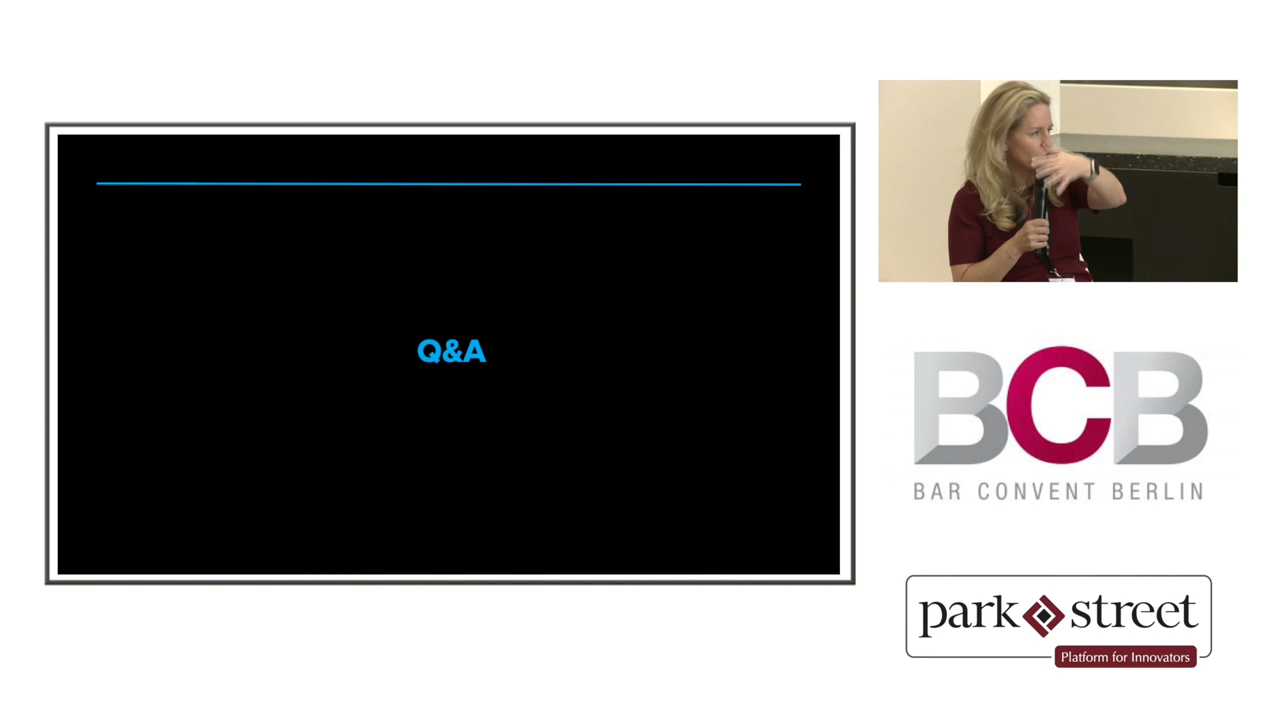 Q&A
BCB
BAR CONVENT BERLIN
park street
Platform for Innovators